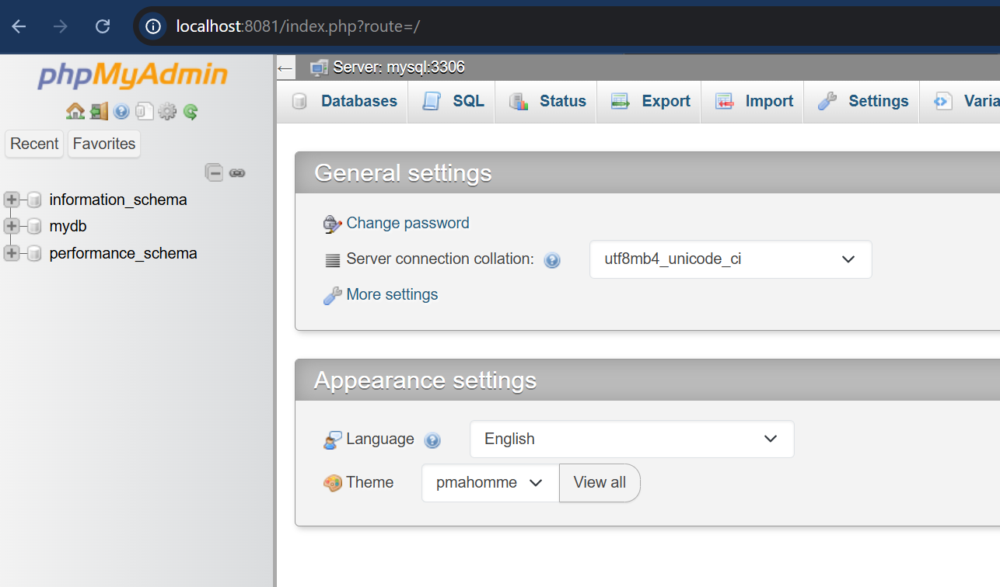 localhost:8081/index.php?route=/
phpMyAdmin
Recent
Favorites
information_schema
mydb
performance_schema
Server: mysql:3306
Databases
SQL
Status
Export
Import
Settings
Varia
General settings
Change password
Server connection collation:
utf8mb4_unicode_ci
More settings
Appearance settings
Language
English
Theme
pmahomme
View all